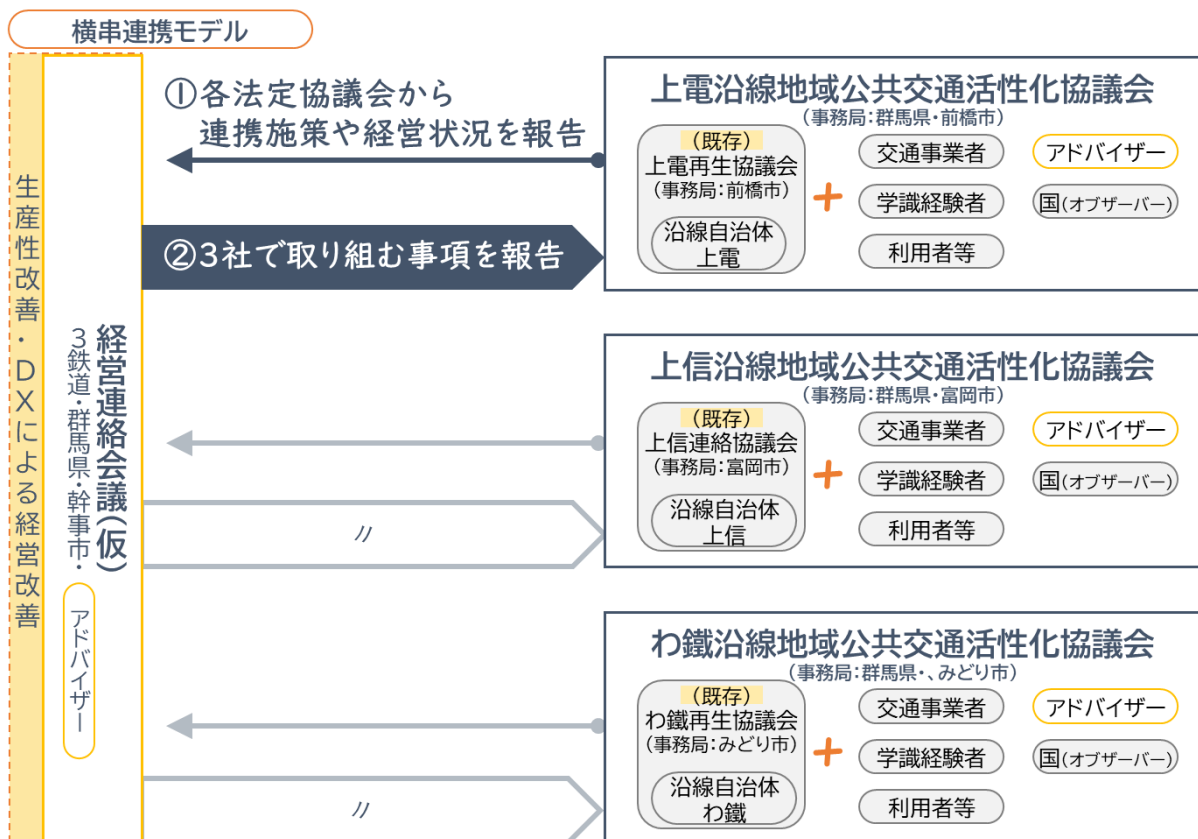 横串連携モデル
生産性改善・DXによる経営改善
経営連絡会議(仮)
3鉄道・群馬県・幹事市・
アドバイザー
①各法定協議会から
連携施策や経営状況を報告
②3社で取り組む事項を報告
上電沿線地域公共交通活性化協議会
(事務局:群馬県・前橋市)
(既存)
上電再生協議会
(事務局:前橋市)
沿線自治体
上電
+
交通事業者
学識経験者
利用者等
アドバイザー
国(オブザーバー)
〃
上信沿線地域公共交通活性化協議会
(事務局:群馬県・富岡市)
(既存)
上信連絡協議会
(事務局:富岡市)
沿線自治体
上信
+
交通事業者
学識経験者
利用者等
アドバイザー
国(オブザーバー)
〃
わ鐵沿線地域公共交通活性化協議会
(事務局:群馬県・、みどり市)
(既存)
わ鐵再生協議会
(事務局:みどり市)
沿線自治体
わ鐵
+
交通事業者
学識経験者
利用者等
アドバイザー
国(オブザーバー)